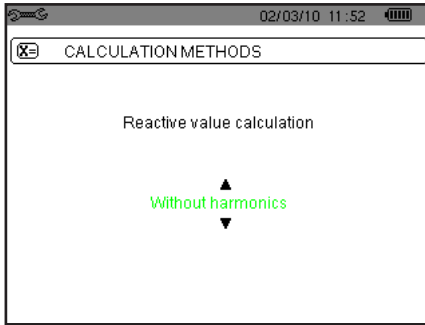 02/03/10 11:52
X= CALCULATION METHODS
Reactive value calculation
Without harmonics